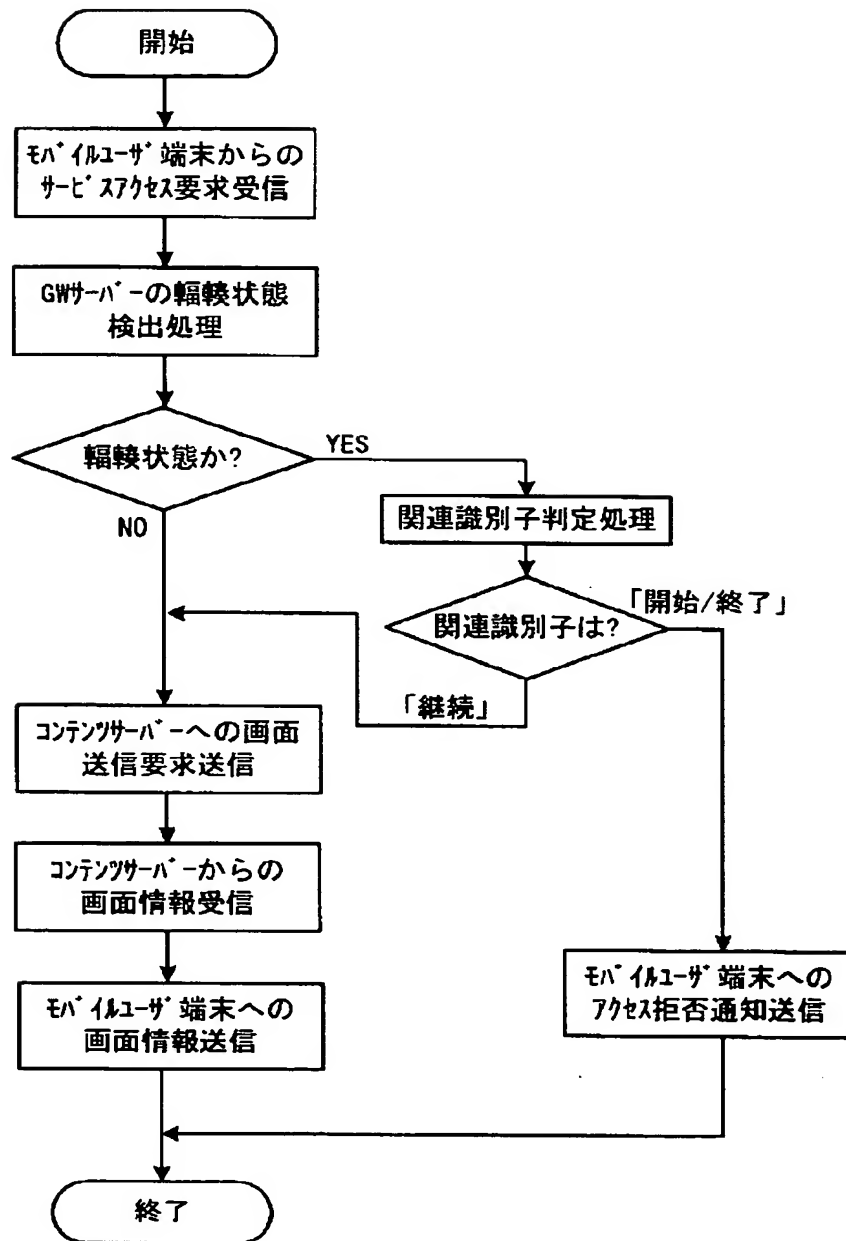 開始
モバイルユーザ端末からの
サービスアクセス要求受信
GWサーバーの輻輳状態
検出処理
輻輳状態か?
YES
NO
関連識別子判定処理
関連識別子は?
「開始/終了」
「継続」
コンテンツサーバーへの画面
送信要求送信
コンテンツサーバーからの
画面情報受信
モバイルユーザ端末への
画面情報送信
モバイルユーザ端末への
アクセス拒否通知送信
終了